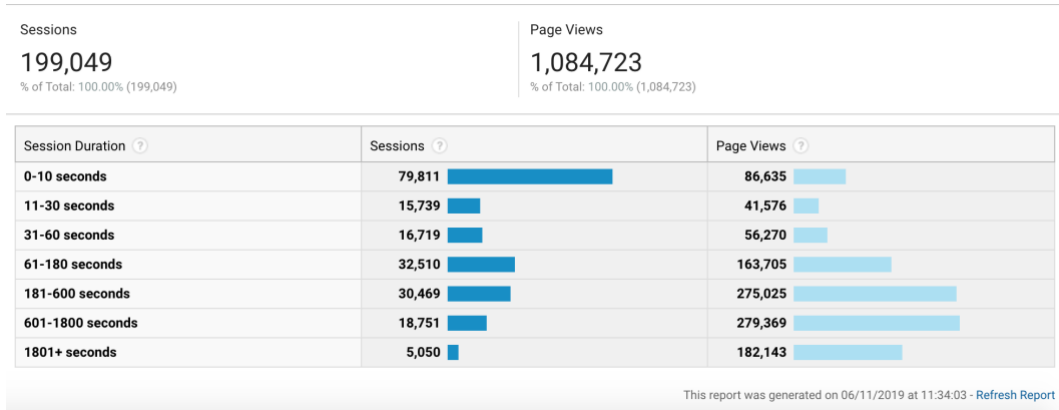 Sessions Page Views
199,049 1,084,723
% of Total: 100.00% (199,049) % of Total: 100.00% (1,084,723)
Session Duration ? Sessions ? Page Views ?
0-10 seconds 79,811 86,635
11-30 seconds 15,739 41,576
31-60 seconds 16,719 56,270
61-180 seconds 32,510 163,705
181-600 seconds 30,469 275,025
601-1800 seconds 18,751 279,369
1801+ seconds 5,050 182,143
This report was generated on 06/11/2019 at 11:34:03 - Refresh Report